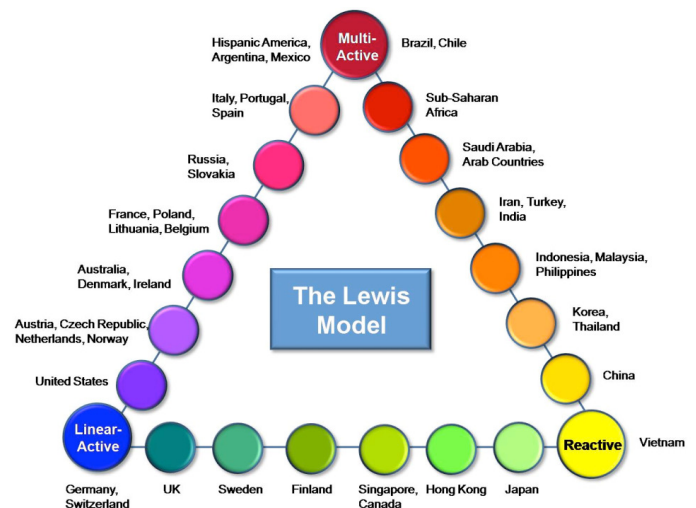 Hispanic America,
Argentina, Mexico
Multi-
Active
Brazil, Chile
Italy, Portugal,
Spain
Sub-Saharan
Africa
Russia,
Slovakia
Saudi Arabia,
Arab Countries
France, Poland,
Lithuania, Belgium
Iran, Turkey,
India
Australia,
Denmark, Ireland
The Lewis
Model
Indonesia, Malaysia,
Philippines
Austria, Czech Republic,
Netherlands, Norway
Korea,
Thailand
United States
China
Linear-
Active
Reactive
Vietnam
Germany,
Switzerland
UK
Sweden
Finland
Singapore,
Canada
Hong Kong
Japan